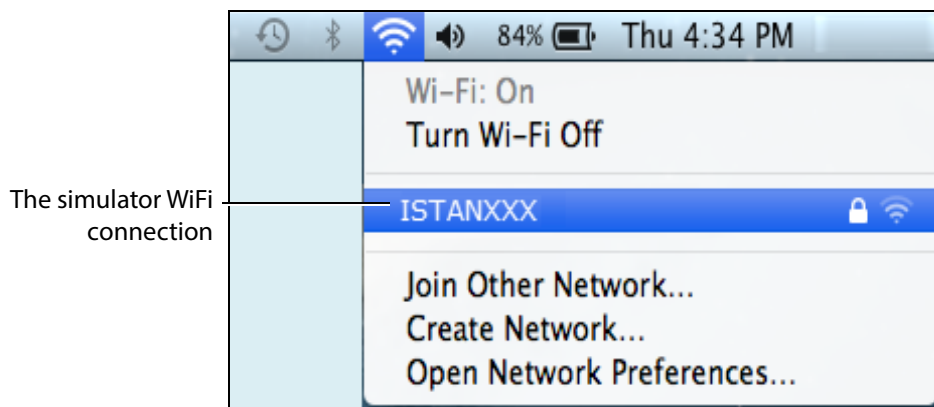 84% Thu 4:34 PM
Wi-Fi: On
Turn Wi-Fi Off
The simulator WiFi
connection
ISTANXXX
Join Other Network...
Create Network...
Open Network Preferences...